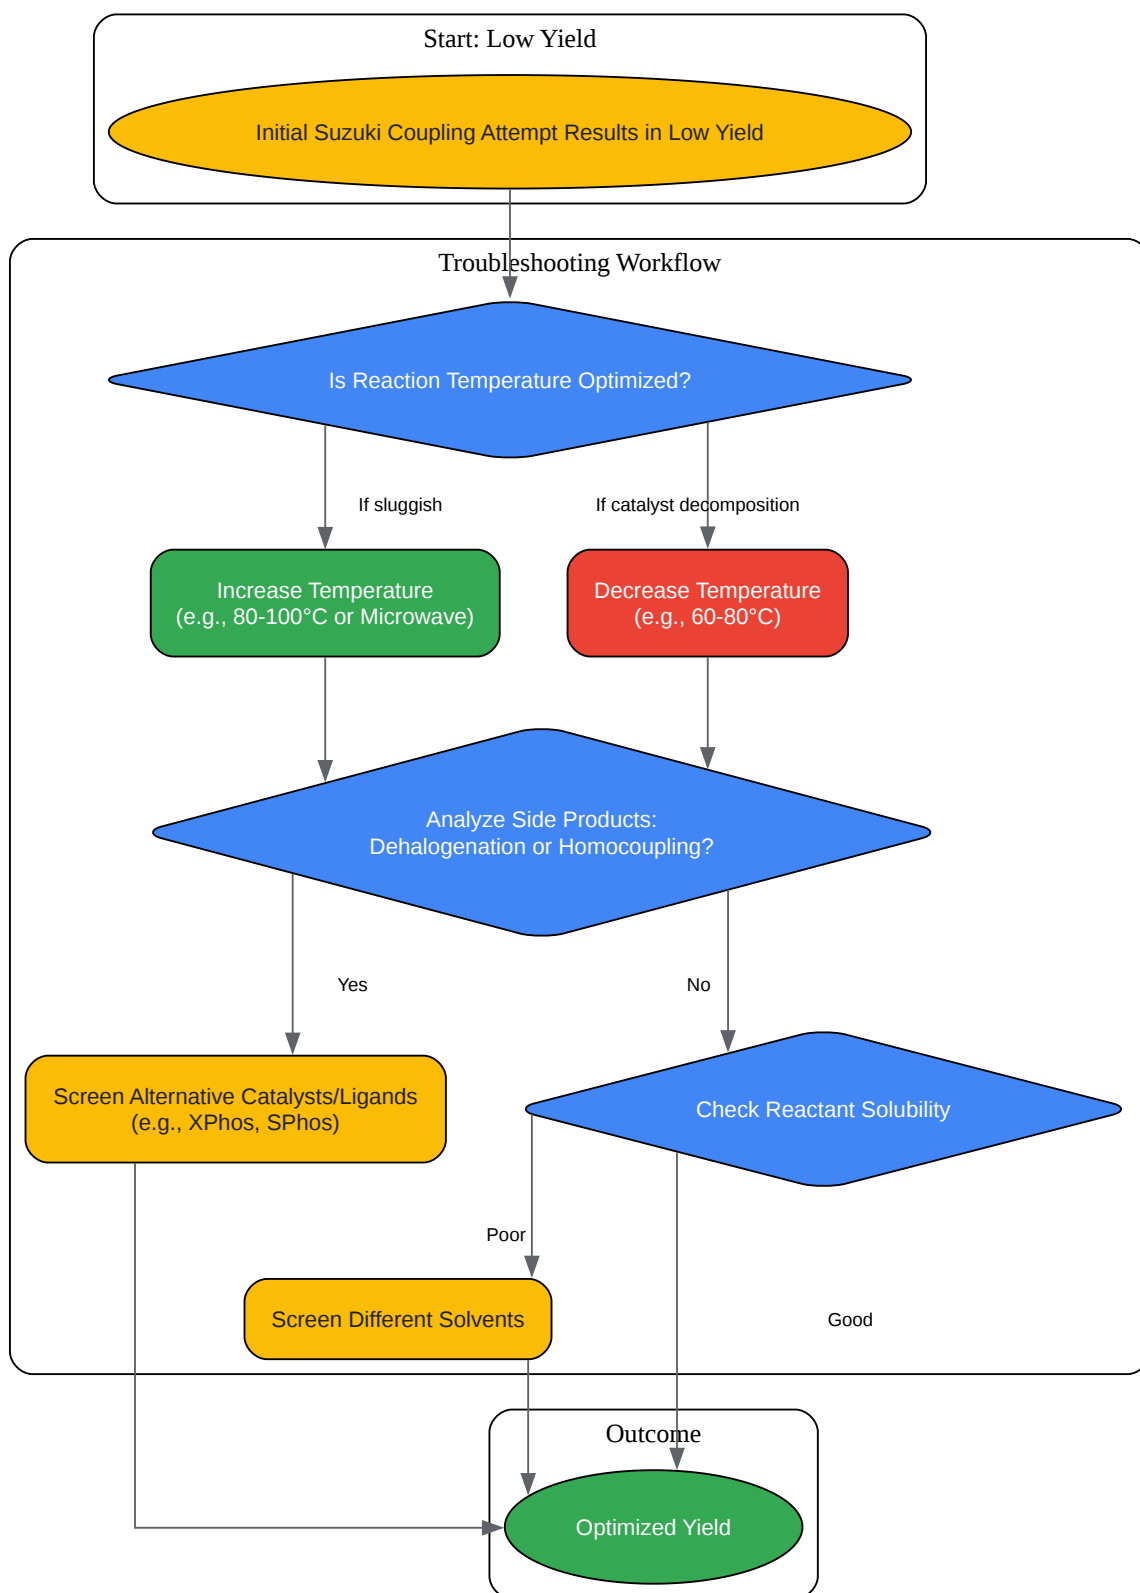 Start: Low Yield
Initial Suzuki Coupling Attempt Results in Low Yield
Troubleshooting Workflow
Is Reaction Temperature Optimized?
If sluggish
If catalyst decomposition
Increase Temperature
(e.g., 80-100°C or Microwave)
Decrease Temperature
(e.g., 60-80°C)
Analyze Side Products:
Dehalogenation or Homocoupling?
Yes
No
Screen Alternative Catalysts/Ligands
(e.g., XPhos, SPhos)
Check Reactant Solubility
Poor
Screen Different Solvents
Good
Outcome
Optimized Yield